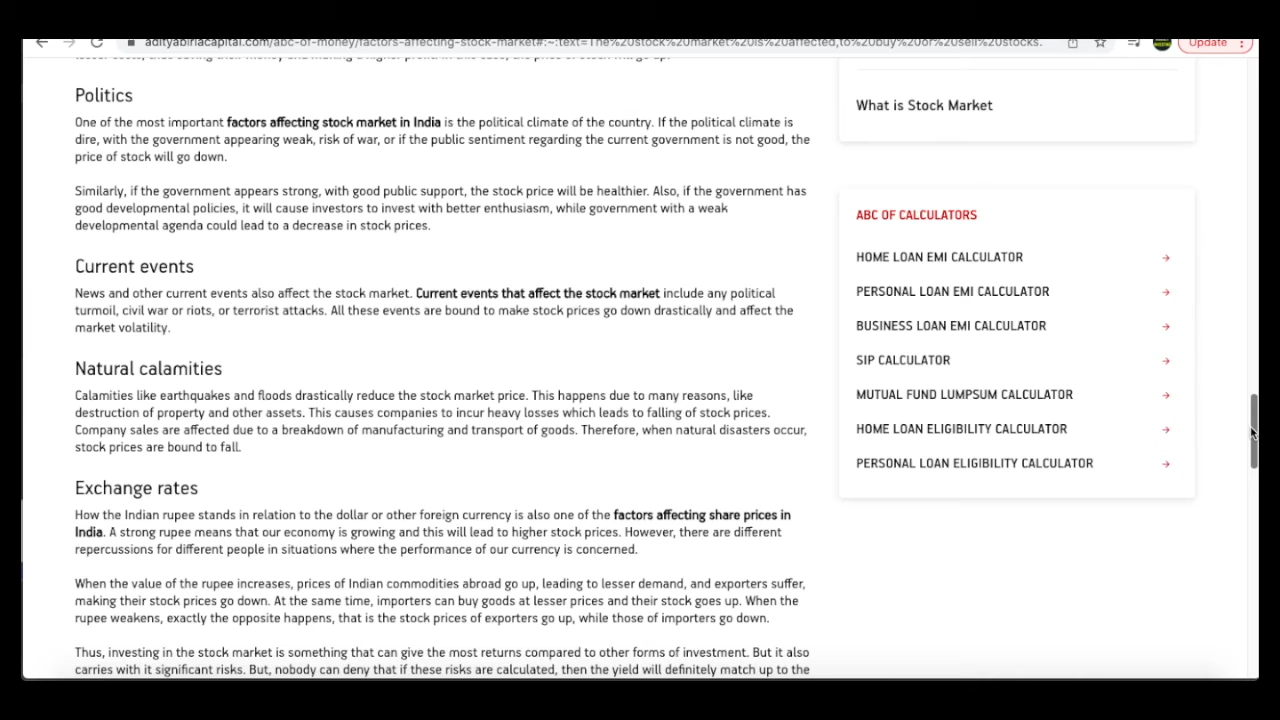 adityabirlacapital.com/abc-of-money/factors-affecting-stock-market#:~:text=The%20stock%20market%20is%20affected,to%20buy%20or%20sell%20stocks.
Update
Politics
One of the most important factors affecting stock market in India is the political climate of the country. If the political climate is
dire, with the government appearing weak, risk of war, or if the public sentiment regarding the current government is not good, the
price of stock will go down.
Similarly, if the government appears strong, with good public support, the stock price will be healthier. Also, if the government has
good developmental policies, it will cause investors to invest with better enthusiasm, while government with a weak
developmental agenda could lead to a decrease in stock prices.
Current events
News and other current events also affect the stock market. Current events that affect the stock market include any political
turmoil, civil war or riots, or terrorist attacks. All these events are bound to make stock prices go down drastically and affect the
market volatility.
Natural calamities
Calamities like earthquakes and floods drastically reduce the stock market price. This happens due to many reasons, like
destruction of property and other assets. This causes companies to incur heavy losses which leads to falling of stock prices.
Company sales are affected due to a breakdown of manufacturing and transport of goods. Therefore, when natural disasters occur,
stock prices are bound to fall.
Exchange rates
How the Indian rupee stands in relation to the dollar or other foreign currency is also one of the factors affecting share prices in
India. A strong rupee means that our economy is growing and this will lead to higher stock prices. However, there are different
repercussions for different people in situations where the performance of our currency is concerned.
When the value of the rupee increases, prices of Indian commodities abroad go up, leading to lesser demand, and exporters suffer,
making their stock prices go down. At the same time, importers can buy goods at lesser prices and their stock goes up. When the
rupee weakens, exactly the opposite happens, that is the stock prices of exporters go up, while those of importers go down.
Thus, investing in the stock market is something that can give the most returns compared to other forms of investment. But it also
carries with it significant risks. But, nobody can deny that if these risks are calculated, then the yield will definitely match up to the
What is Stock Market
ABC OF CALCULATORS
HOME LOAN EMI CALCULATOR
PERSONAL LOAN EMI CALCULATOR
BUSINESS LOAN EMI CALCULATOR
SIP CALCULATOR
MUTUAL FUND LUMPSUM CALCULATOR
HOME LOAN ELIGIBILITY CALCULATOR
PERSONAL LOAN ELIGIBILITY CALCULATOR